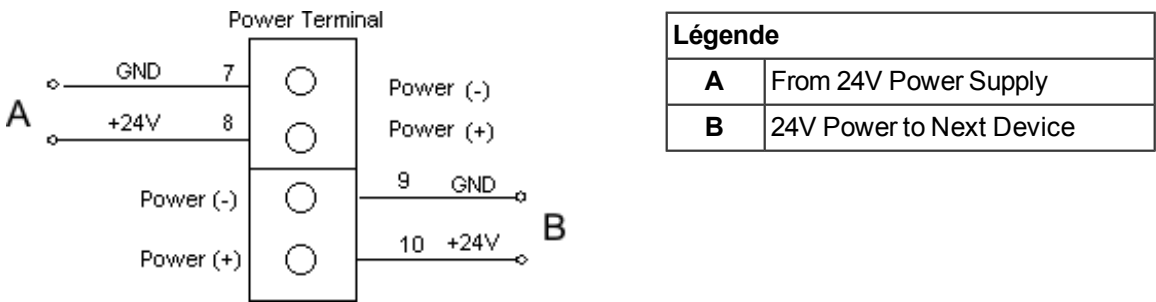 Power Terminal
GND 7
Power (-)
A
+24V 8
Power (+)
Power (-)
9 GND
B
Power (+)
10 +24V
Légende
A From 24V Power Supply
B 24V Power to Next Device